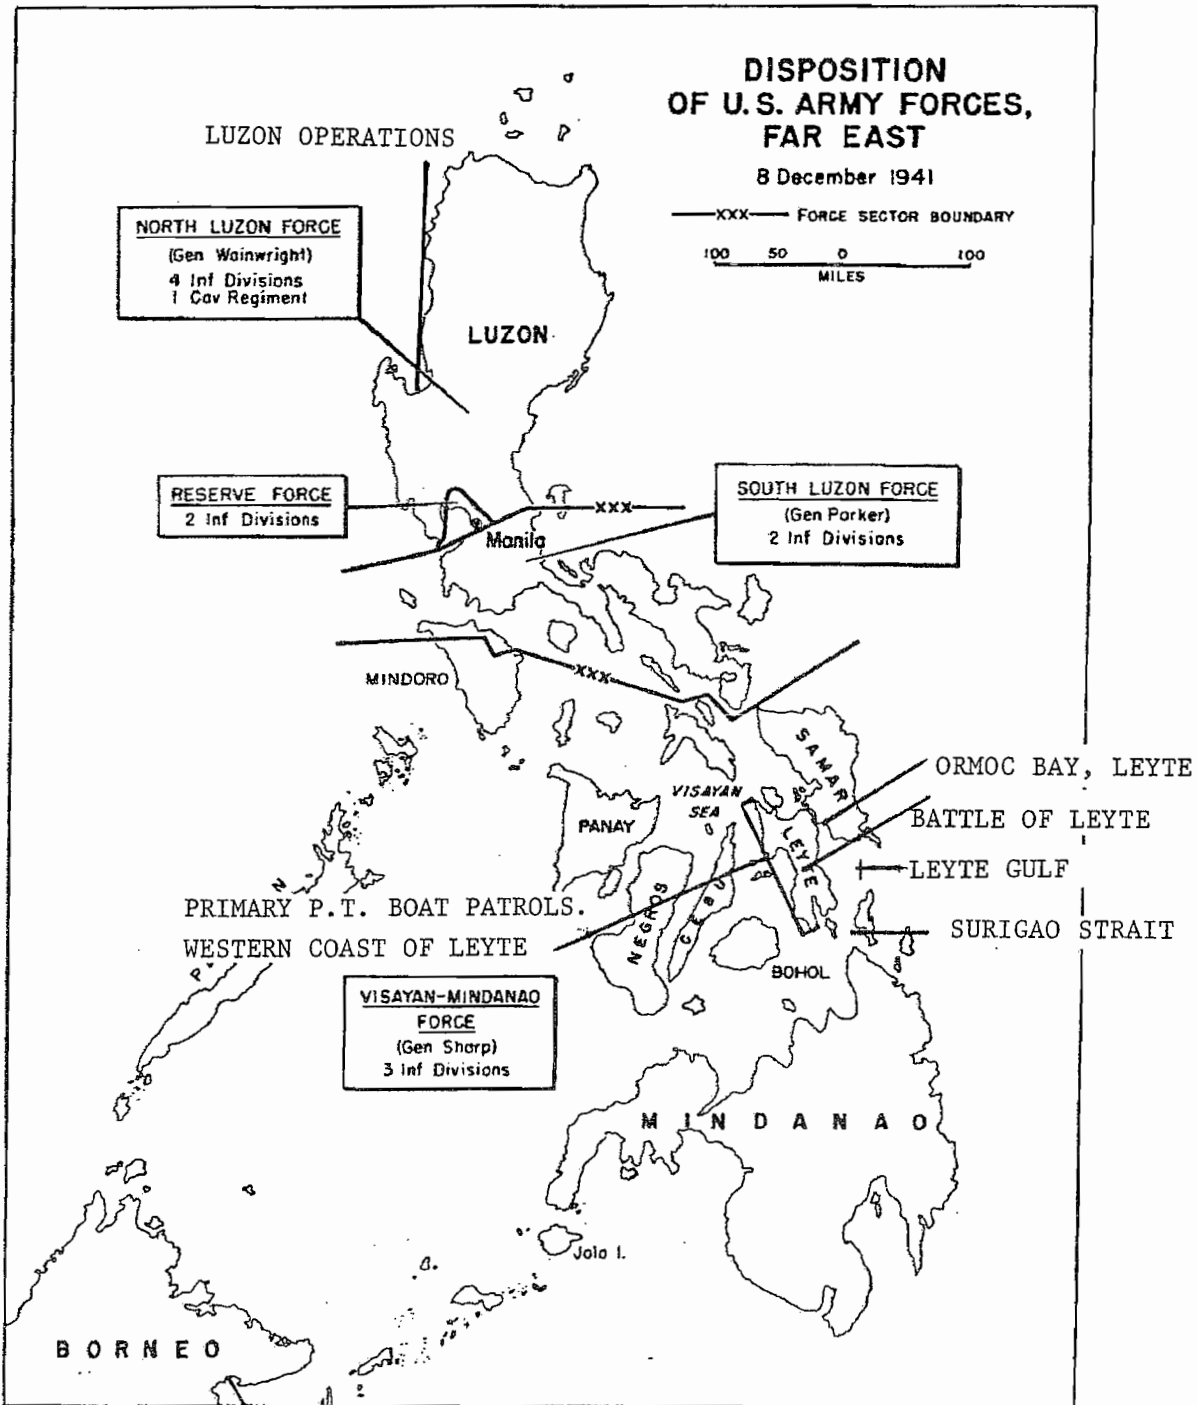 DISPOSITION
OF U.S. ARMY FORCES,
FAR EAST
8 December 1941
XXX FORCE SECTOR BOUNDARY
100 50 0 100
MILES
LUZON OPERATIONS
NORTH LUZON FORCE
(Gen Wainwright)
4 Inf Divisions
1 Cav Regiment
LUZON
RESERVE FORCE
2 Inf Divisions
SOUTH LUZON FORCE
(Gen Parker)
2 Inf Divisions
XXX
Manila
XXX
MINDORO
SAMAR
ORMOC BAY, LEYTE
VISAYAN
SEA
BATTLE OF LEYTE
PANAY
LEYTE
LEYTE GULF
NEGROS
CEBU
PRIMARY P.T. BOAT PATROLS.
WESTERN COAST OF LEYTE
SURIGAO STRAIT
BOHOL
VISAYAN-MINDANAO
FORCE
(Gen Sharp)
3 Inf Divisions
MINDANAO
Jolo I.
BORNEO